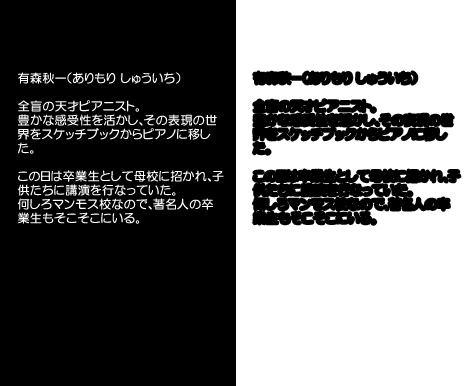 有森秋一(ありもり しゅういち)
全盲の天才ピアニスト。
豊かな感受性を活かし、その表現の世
界をスケッチブックからピアノに移し
た。
この日は卒業生として母校に招かれ、子
供たちに講演を行なっていた。
何しろマンモス校なので、著名人の卒
業生もそこそこにいる。
有森秋一(ありもり しゅういち)
全盲の天才ピアニスト。
豊かな感受性を活かし、その表現の世
界をスケッチブックからピアノに移し
た。
この日は卒業生として母校に招かれ、子
供たちに講演を行なっていた。
何しろマンモス校なので、著名人の卒
業生もそこそこにいる。